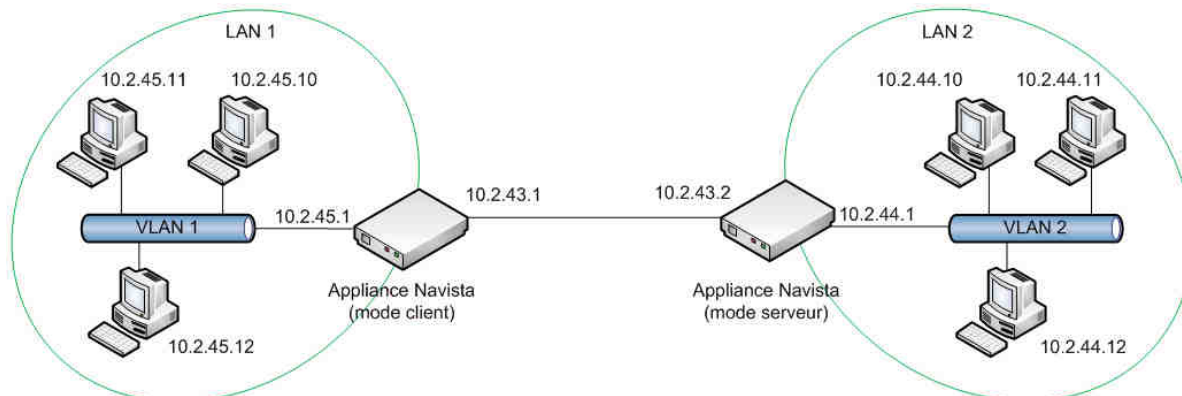 LAN 1
10.2.45.11
10.2.45.10
VLAN 1
10.2.45.1
10.2.45.12
10.2.43.1
Appliance Navista
(mode client)
10.2.43.2
Appliance Navista
(mode serveur)
LAN 2
10.2.44.10
10.2.44.11
10.2.44.1
VLAN 2
10.2.44.12